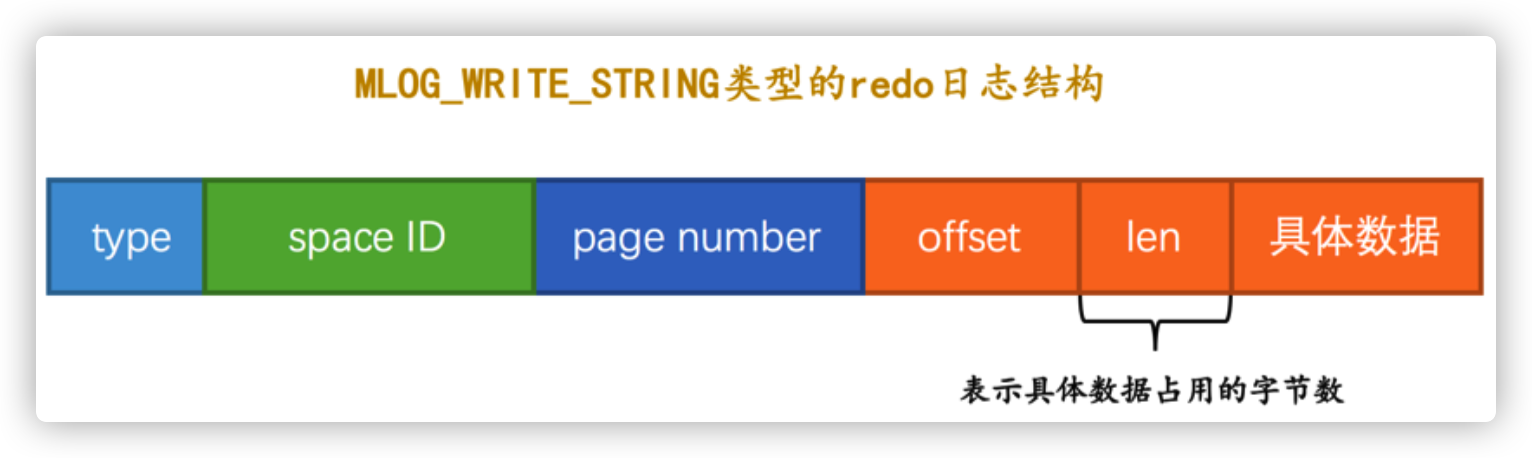 MLOG_WRITE_STRING类型的redo日志结构
type space ID page number offset len 具体数据
表示具体数据占用的字节数